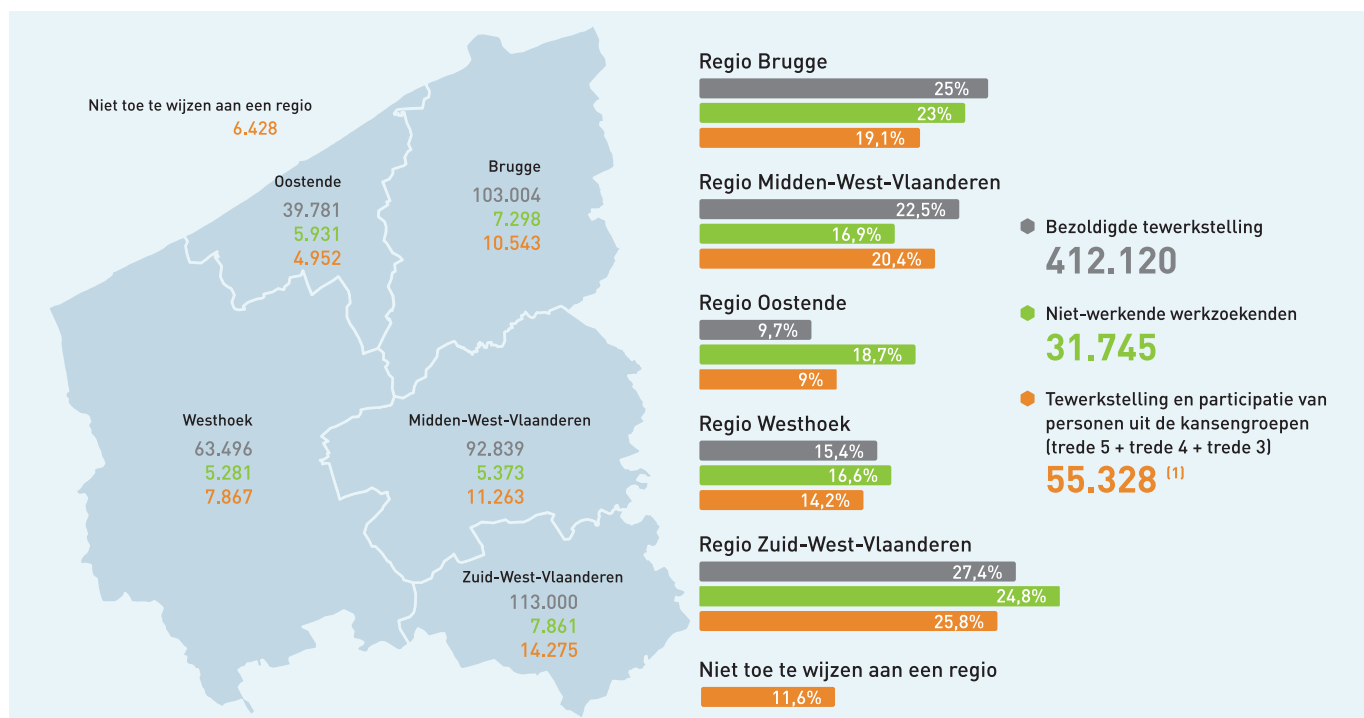 Niet toe te wijzen aan een regio
6.428
Oostende
39.781
5.931
4.952
Brugge
103.004
7.298
10.543
Westhoek
63.496
5.281
7.867
Midden-West-Vlaanderen
92.839
5.373
11.263
Zuid-West-Vlaanderen
113.000
7.861
14.275
Regio Brugge
25%
23%
19,1%
Regio Midden-West-Vlaanderen
22,5%
16,9%
20,4%
Regio Oostende
9,7%
18,7%
9%
Regio Westhoek
15,4%
16,6%
14,2%
Regio Zuid-West-Vlaanderen
27,4%
24,8%
25,8%
Niet toe te wijzen aan een regio
11,6%
Bezoldigde tewerkstelling
412.120
Niet-werkende werkzoekenden
31.745
Tewerkstelling en participatie van
personen uit de kansengroepen
(trede 5 + trede 4 + trede 3)
55.328 (1)